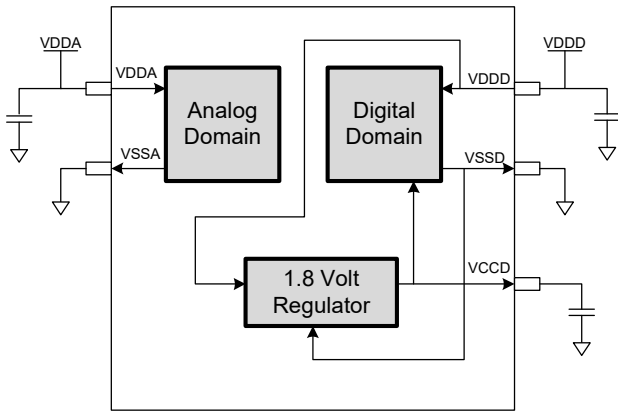 VDDA
VDDD
VDDA
Analog
Domain
Digital
Domain
VDDD
VSSA
VSSD
1.8 Volt
Regulator
VCCD